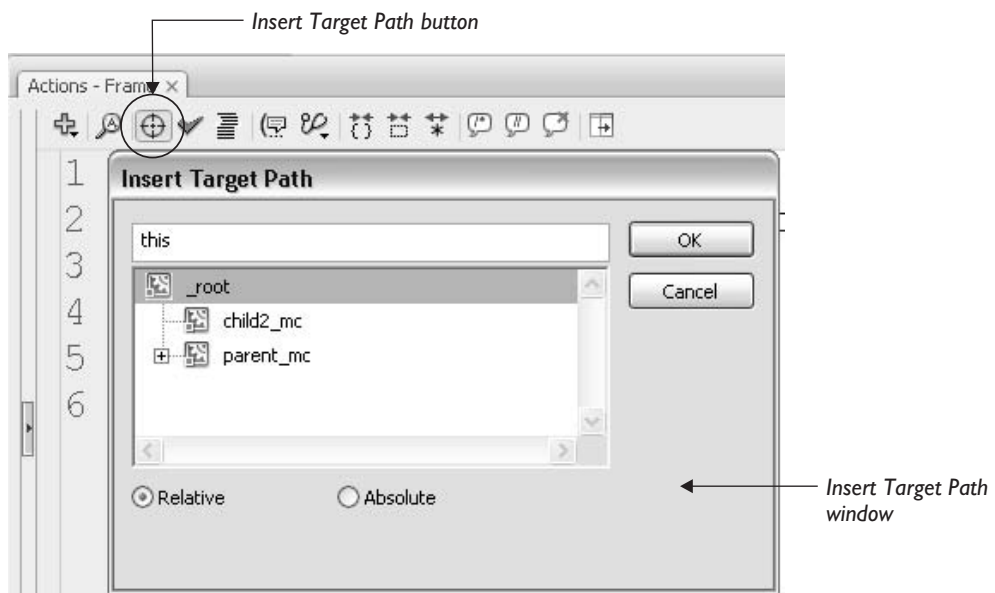 Insert Target Path button
Actions - Frame
1
Insert Target Path
2
this
OK
3
_root
Cancel
4
child2_mc
5
parent_mc
6
Relative
Absolute
Insert Target Path
window